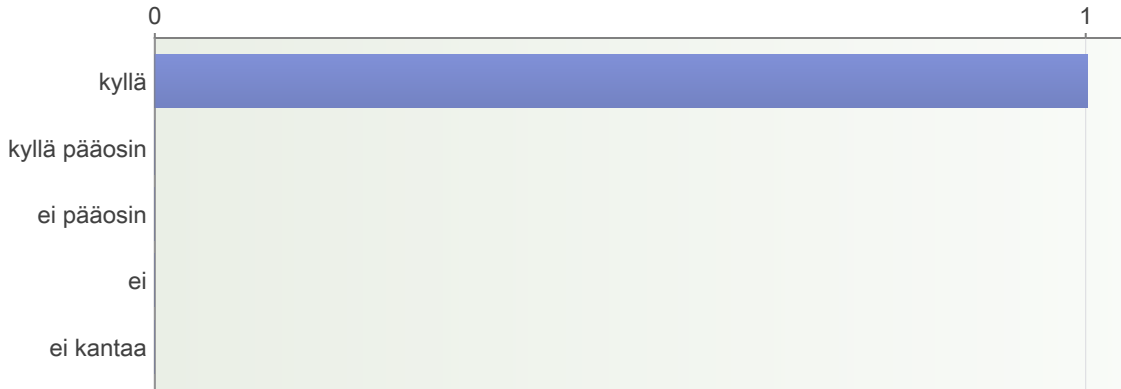 0 1
kyllä
kyllä pääosin
ei pääosin
ei
ei kantaa